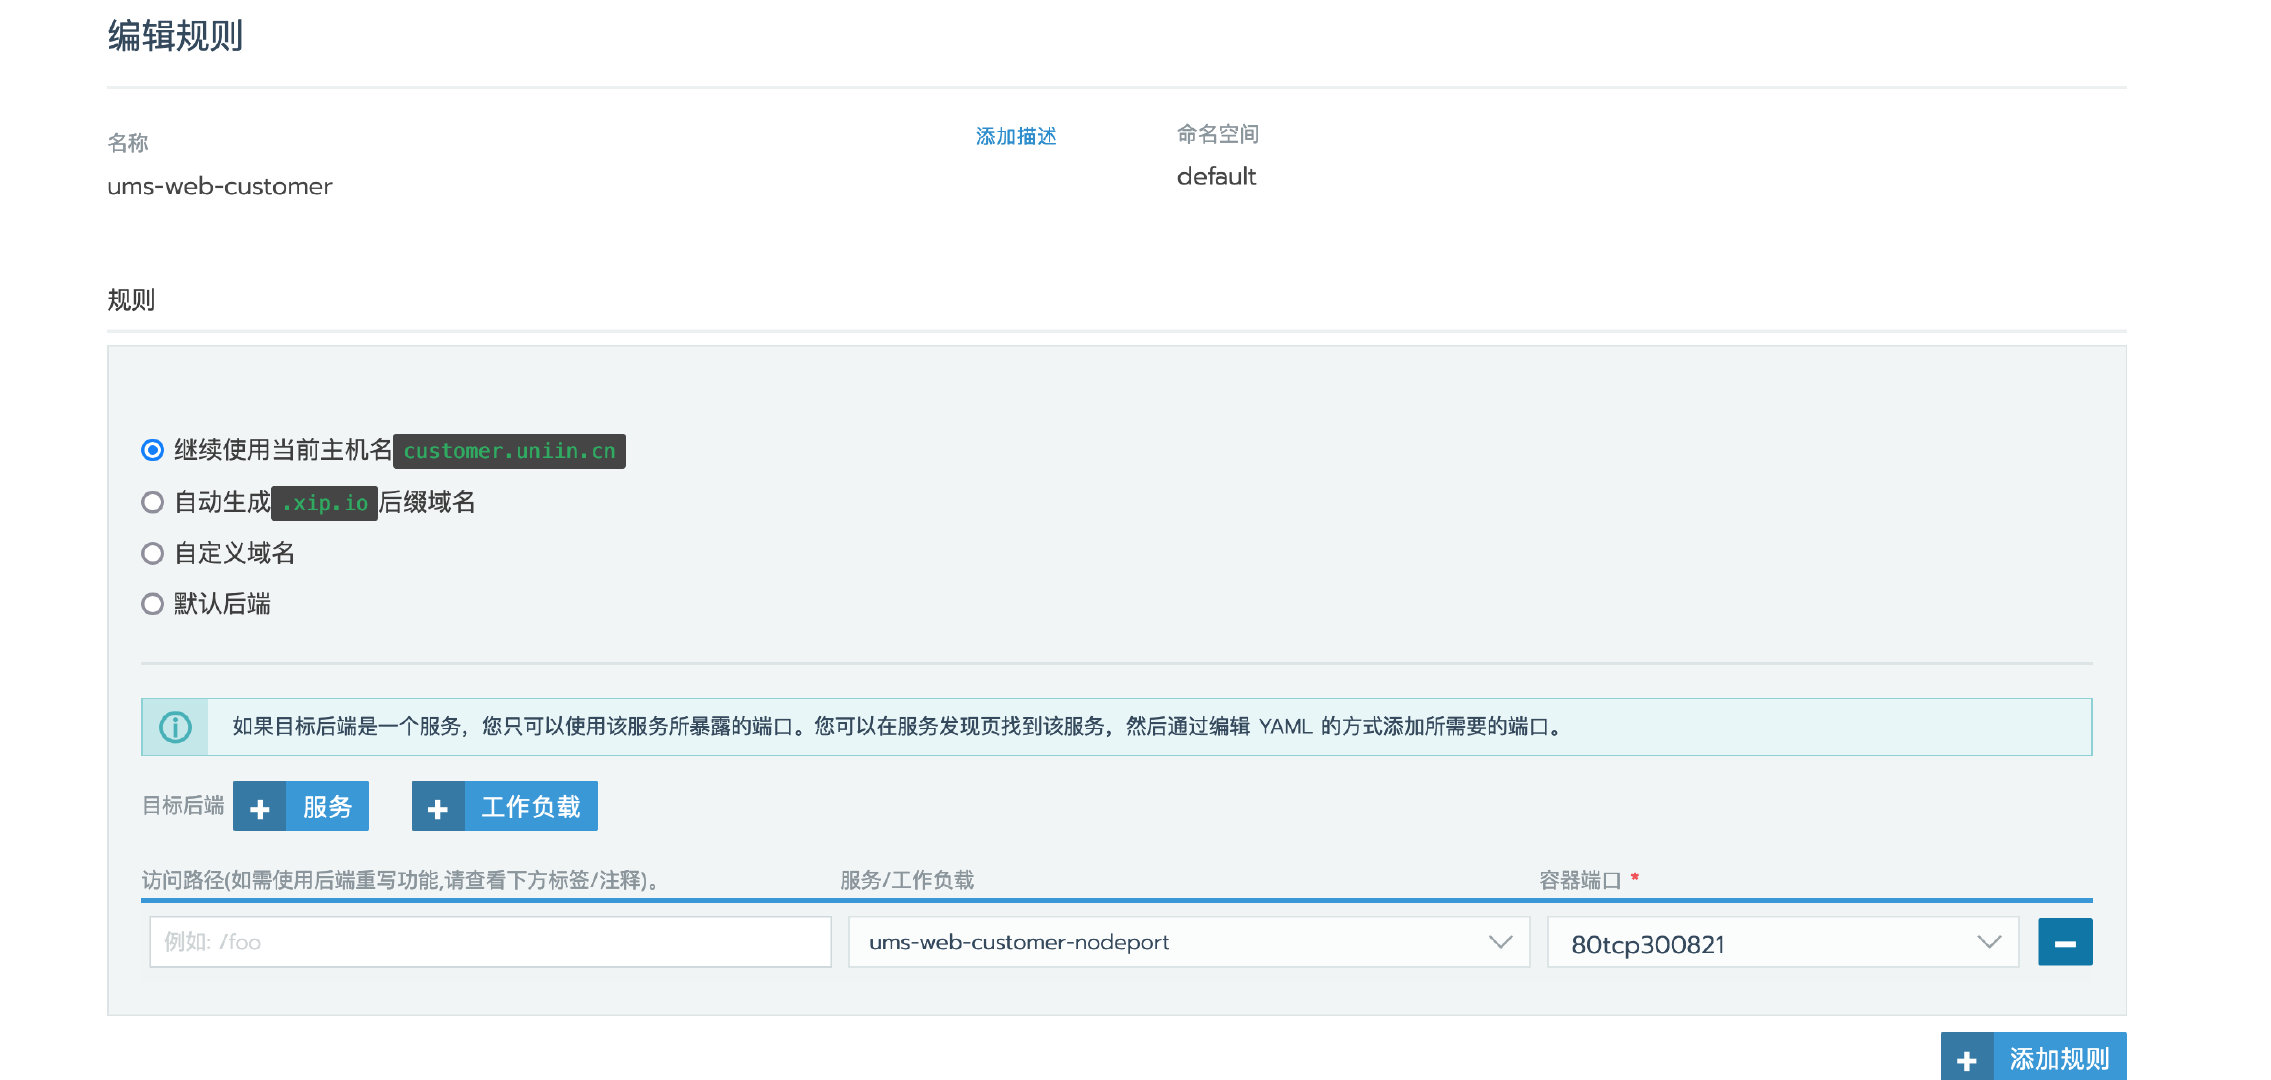 编辑规则
名称
添加描述
命名空间
ums-web-customer
default
规则
继续使用当前主机名 customer.uniin.cn
自动生成 .xip.io 后缀域名
自定义域名
默认后端
如果目标后端是一个服务，您只可以使用该服务所暴露的端口。您可以在服务发现页找到该服务，然后通过编辑 YAML 的方式添加所需要的端口。
目标后端 + 服务 + 工作负载
访问路径(如需使用后端重写功能,请查看下方标签/注释)。 服务/工作负载 容器端口 *
例如: /foo ums-web-customer-nodeport 80tcp300821
+ 添加规则